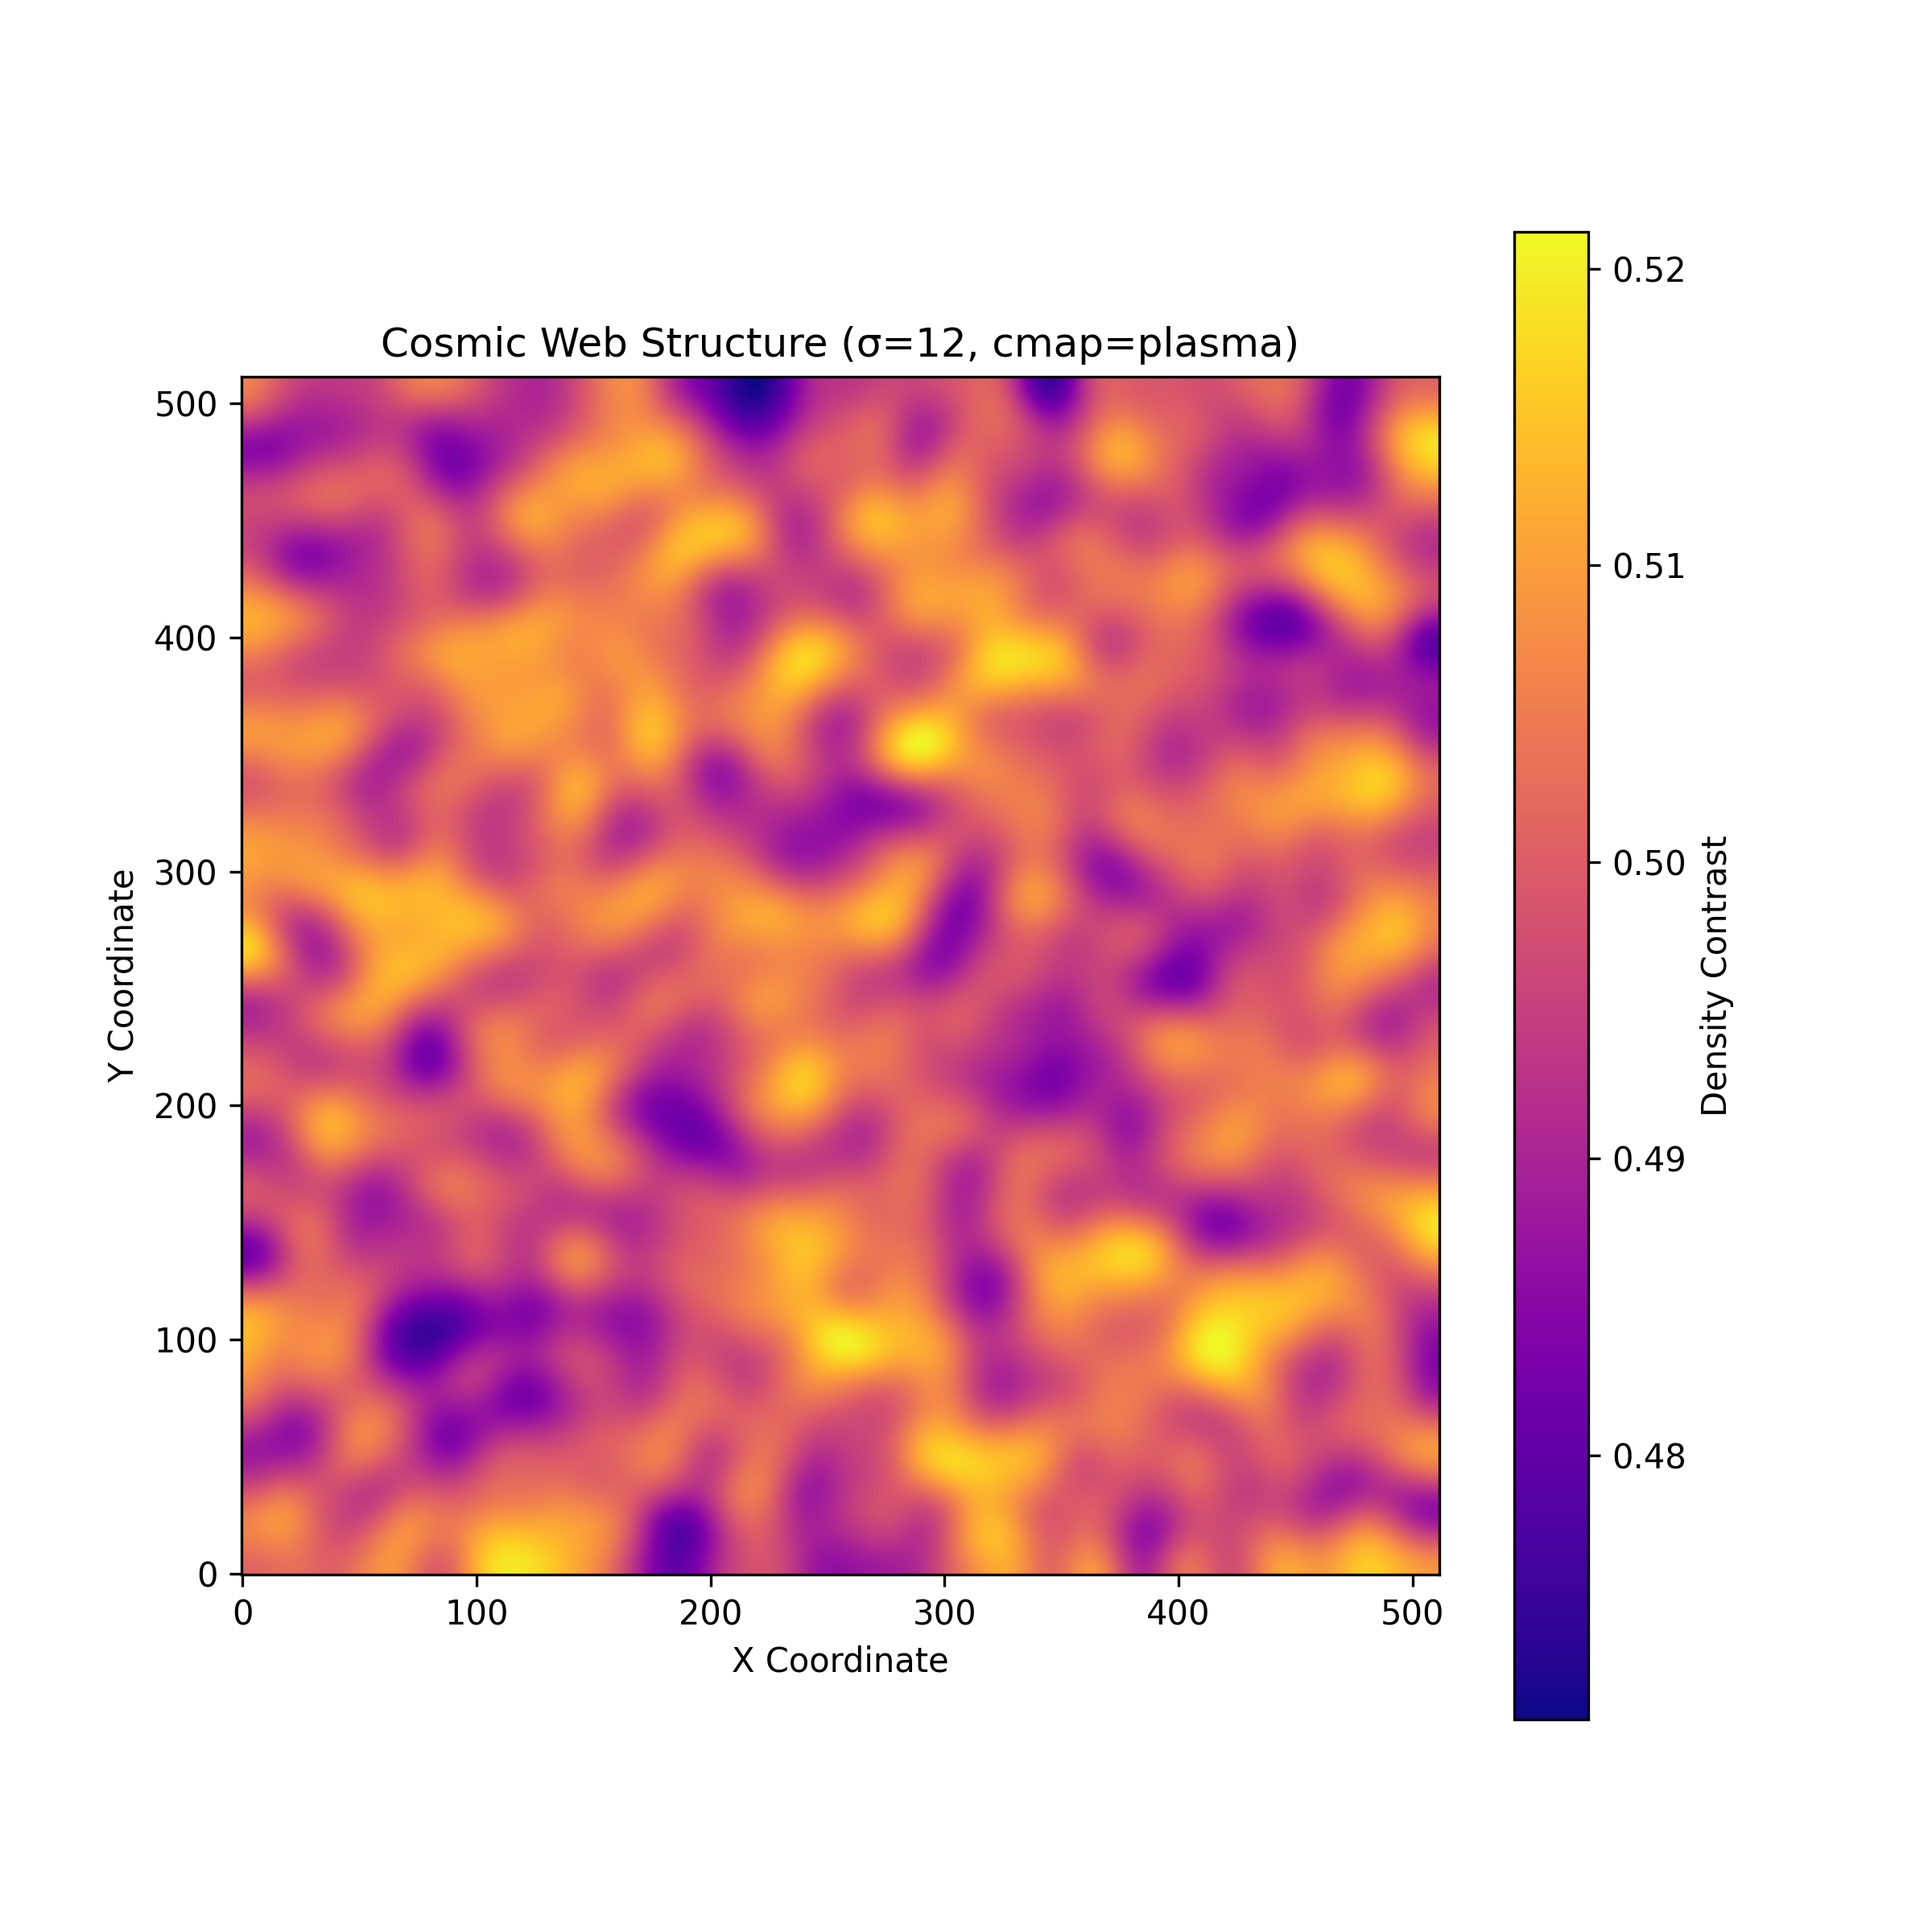 Cosmic Web Structure (σ=12, cmap=plasma)
500
400
300
200
100
0
Y Coordinate
0 100 200 300 400 500
X Coordinate
0.52
0.51
0.50
0.49
0.48
Density Contrast